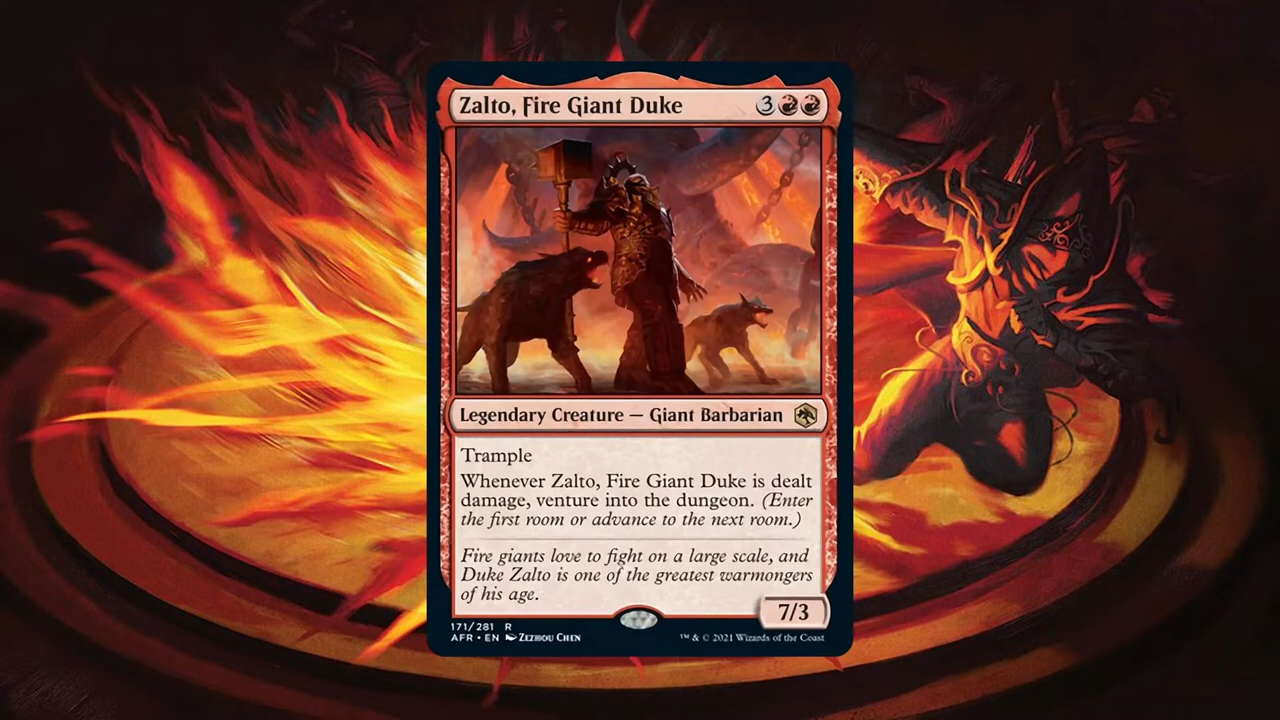 Zalto, Fire Giant Duke 3
Legendary Creature — Giant Barbarian
Trample
Whenever Zalto, Fire Giant Duke is dealt
damage, venture into the dungeon. (Enter
the first room or advance to the next room.)
Fire giants love to fight on a large scale, and
Duke Zalto is one of the greatest warmongers
of his age.
7/3
171/281 R
AFR • EN Zezhou Chen
™ & © 2021 Wizards of the Coast